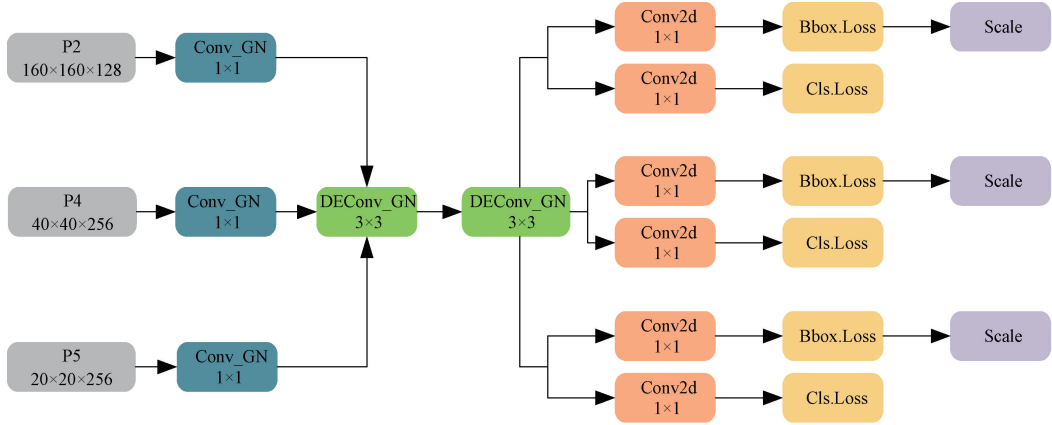 P2
160×160×128
Conv_GN
1×1
P4
40×40×256
Conv_GN
1×1
P5
20×20×256
Conv_GN
1×1
DEConv_GN
3×3
DEConv_GN
3×3
Conv2d
1×1
Bbox.Loss
Scale
Conv2d
1×1
Cls.Loss
Conv2d
1×1
Bbox.Loss
Scale
Conv2d
1×1
Cls.Loss
Conv2d
1×1
Bbox.Loss
Scale
Conv2d
1×1
Cls.Loss